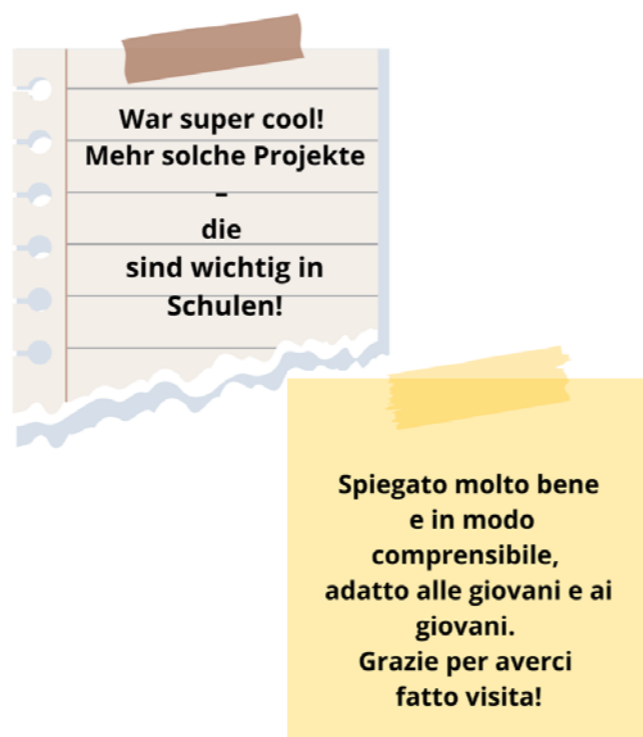 War super cool!
Mehr solche Projekte
–
die
sind wichtig in
Schulen!
Spiegato molto bene
e in modo
comprensibile,
adatto alle giovani e ai
giovani.
Grazie per averci
fatto visita!